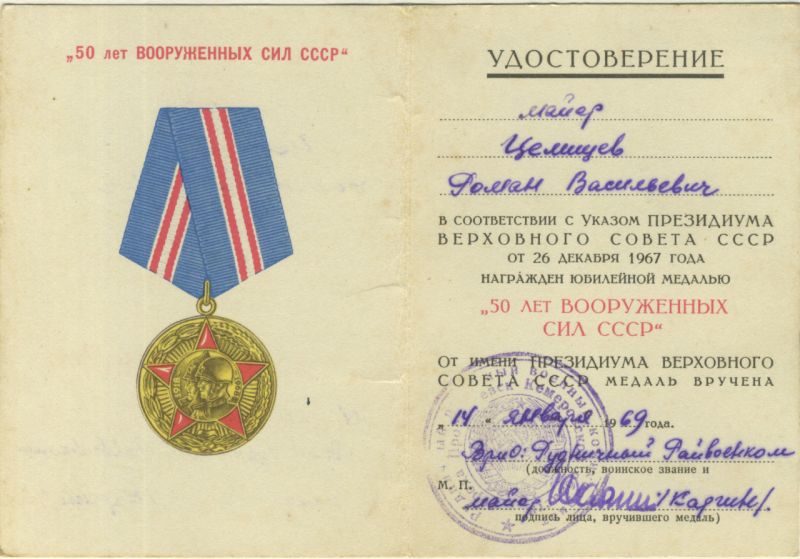 „50 лет ВООРУЖЕННЫХ СИЛ СССР“
УДОСТОВЕРЕНИЕ
майор
Целищев
Роман Васильевич
В СООТВЕТСТВИИ С УКАЗОМ ПРЕЗИДИУМА
ВЕРХОВНОГО СОВЕТА СССР
ОТ 26 ДЕКАБРЯ 1967 ГОДА
НАГРАЖДЕН ЮБИЛЕЙНОЙ МЕДАЛЬЮ
„50 ЛЕТ ВООРУЖЕННЫХ
СИЛ СССР“
ОТ ИМЕНИ ПРЕЗИДИУМА ВЕРХОВНОГО
СОВЕТА СССР МЕДАЛЬ ВРУЧЕНА
„14“ января 1969 года.
Врио: Рудничный Райвоенком
(должность, воинское звание и
М. П.
майор /Каргин/.
подпись лица, вручившего медаль)